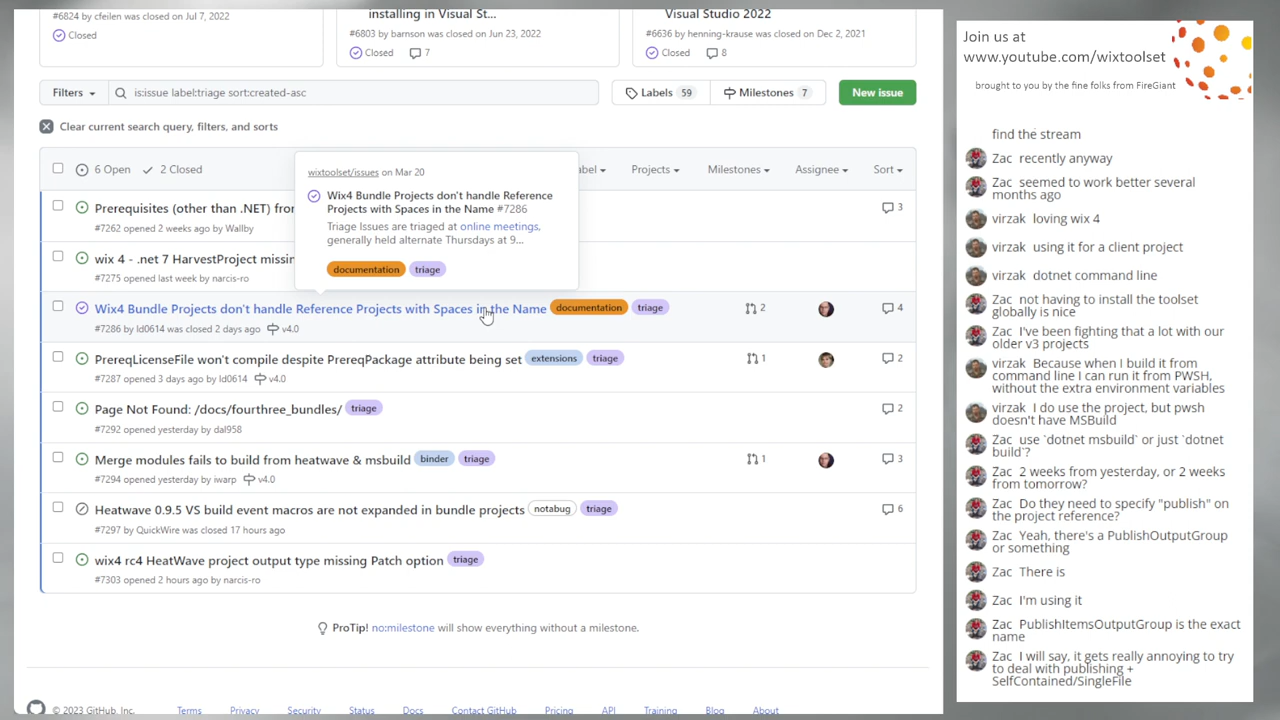 #6824 by cfeilen was closed on Jul 7, 2022
Closed
installing in Visual St...
#6803 by barnson was closed on Jun 23, 2022
Closed 7
Visual Studio 2022
#6636 by henning-krause was closed on Dec 2, 2021
Closed 8
Filters
is:issue label:triage sort:created-asc
Labels 59
Milestones 7
New issue
Clear current search query, filters, and sorts
6 Open 2 Closed
abel Projects Milestones Assignee Sort
wixtoolset/issues on Mar 20
Wix4 Bundle Projects don't handle Reference
Projects with Spaces in the Name #7286
Triage Issues are triaged at online meetings,
generally held alternate Thursdays at 9...
documentation triage
Prerequisites (other than .NET) fro
3
#7262 opened 2 weeks ago by Wallby
wix 4 - .net 7 HarvestProject missin
#7275 opened last week by narcis-ro
Wix4 Bundle Projects don't handle Reference Projects with Spaces in the Name documentation triage 2 4
#7286 by ld0614 was closed 2 days ago v4.0
PrereqLicenseFile won't compile despite PrereqPackage attribute being set extensions triage 1 2
#7287 opened 3 days ago by ld0614 v4.0
Page Not Found: /docs/fourthree_bundles/ triage 2
#7292 opened yesterday by dal958
Merge modules fails to build from heatwave & msbuild binder triage 1 3
#7294 opened yesterday by iwarp v4.0
Heatwave 0.9.5 VS build event macros are not expanded in bundle projects notabug triage 6
#7297 by QuickWire was closed 17 hours ago
wix4 rc4 HeatWave project output type missing Patch option triage
#7303 opened 2 hours ago by narcis-ro
ProTip! no:milestone will show everything without a milestone.
© 2023 GitHub, Inc. Terms Privacy Security Status Docs Contact GitHub Pricing API Training Blog About
Join us at
www.youtube.com/wixtoolset
brought to you by the fine folks from FireGiant
find the stream
Zac recently anyway
Zac seemed to work better several
months ago
virzak loving wix 4
virzak using it for a client project
virzak dotnet command line
Zac not having to install the toolset
globally is nice
Zac I've been fighting that a lot with our
older v3 projects
virzak Because when I build it from
command line I can run it from PWSH,
without the extra environment variables
virzak I do use the project, but pwsh
doesn't have MSBuild
Zac use `dotnet msbuild` or just `dotnet
build`?
Zac 2 weeks from yesterday, or 2 weeks
from tomorrow?
Zac Do they need to specify "publish" on
the project reference?
Zac Yeah, there's a PublishOutputGroup
or something
Zac There is
Zac I'm using it
Zac PublishItemsOutputGroup is the exact
name
Zac I will say, it gets really annoying to try
to deal with publishing +
SelfContained/SingleFile